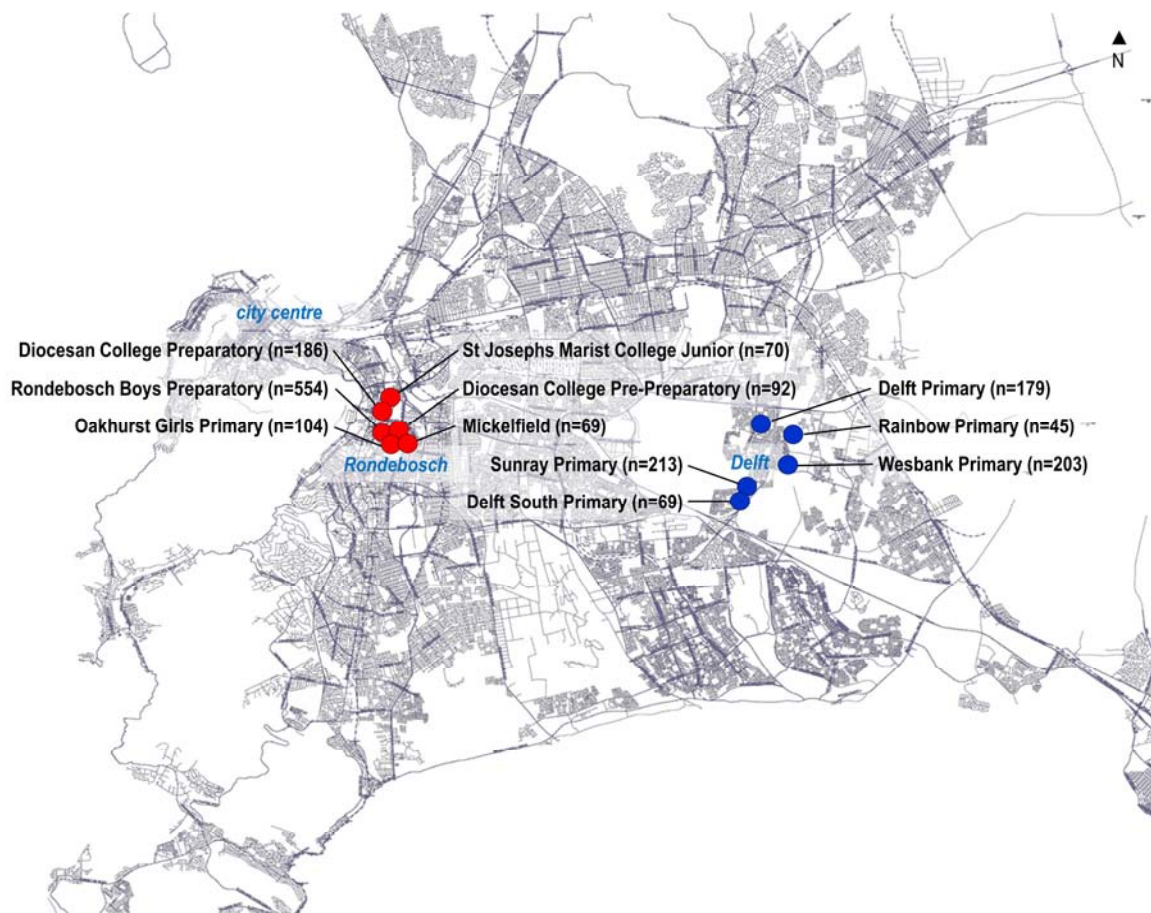 N
city centre
Diocesan College Preparatory (n=186)
St Josephs Marist College Junior (n=70)
Rondebosch Boys Preparatory (n=554)
Diocesan College Pre-Preparatory (n=92)
Delft Primary (n=179)
Oakhurst Girls Primary (n=104)
Mickelfield (n=69)
Rainbow Primary (n=45)
Rondebosch
Sunray Primary (n=213)
Delft
Wesbank Primary (n=203)
Delft South Primary (n=69)